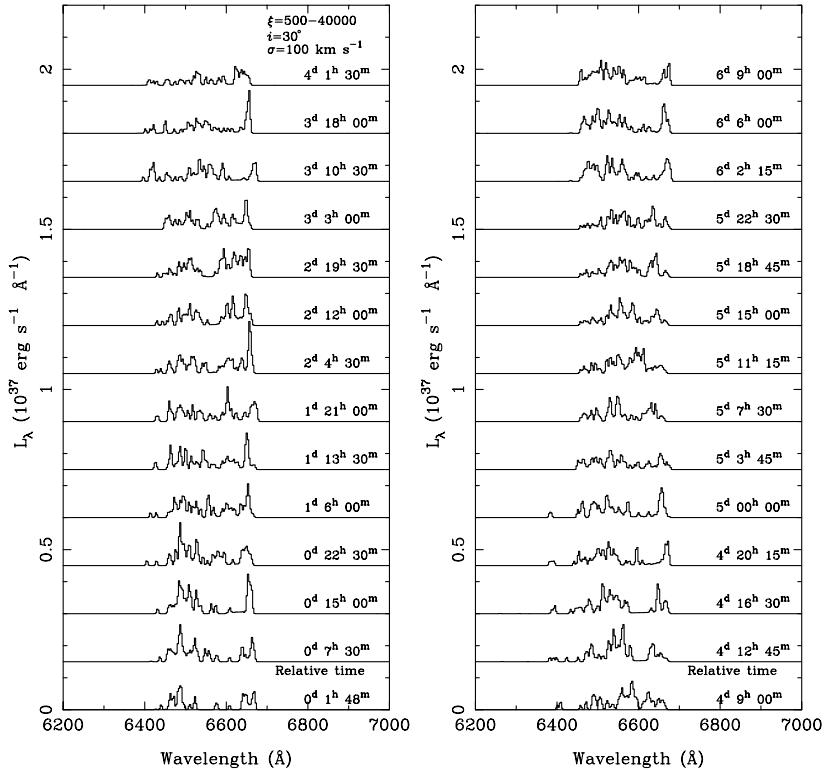 ξ=500−40000
i=30°
σ=100 km s⁻¹
4ᵈ 1ʰ 30ᵐ
3ᵈ 18ʰ 00ᵐ
3ᵈ 10ʰ 30ᵐ
3ᵈ 3ʰ 00ᵐ
2ᵈ 19ʰ 30ᵐ
2ᵈ 12ʰ 00ᵐ
2ᵈ 4ʰ 30ᵐ
1ᵈ 21ʰ 00ᵐ
1ᵈ 13ʰ 30ᵐ
1ᵈ 6ʰ 00ᵐ
0ᵈ 22ʰ 30ᵐ
0ᵈ 15ʰ 00ᵐ
0ᵈ 7ʰ 30ᵐ
Relative time
0ᵈ 1ʰ 48ᵐ
2
1.5
1
0.5
0
L_λ (10³⁷ erg s⁻¹ Å⁻¹)
6200 6400 6600 6800 7000
Wavelength (Å)
6ᵈ 9ʰ 00ᵐ
6ᵈ 6ʰ 00ᵐ
6ᵈ 2ʰ 15ᵐ
5ᵈ 22ʰ 30ᵐ
5ᵈ 18ʰ 45ᵐ
5ᵈ 15ʰ 00ᵐ
5ᵈ 11ʰ 15ᵐ
5ᵈ 7ʰ 30ᵐ
5ᵈ 3ʰ 45ᵐ
5ᵈ 00ʰ 00ᵐ
4ᵈ 20ʰ 15ᵐ
4ᵈ 16ʰ 30ᵐ
4ᵈ 12ʰ 45ᵐ
Relative time
4ᵈ 9ʰ 00ᵐ
2
1.5
1
0.5
0
L_λ (10³⁷ erg s⁻¹ Å⁻¹)
6200 6400 6600 6800 7000
Wavelength (Å)